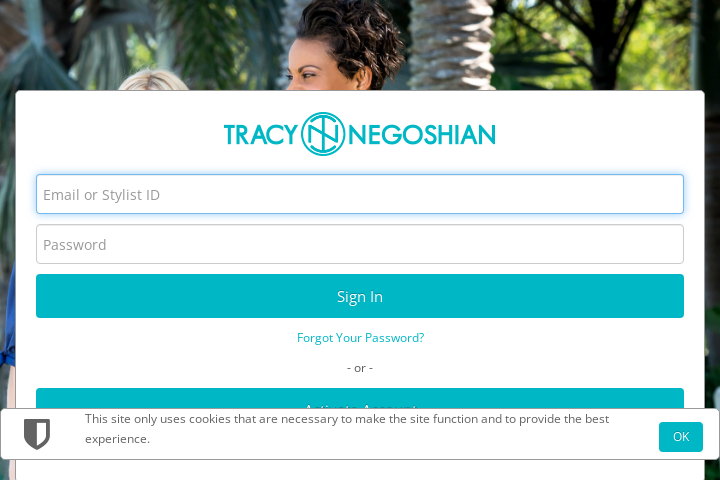 TRACY NEGOSHIAN
Email or Stylist ID
Password
Sign In
Forgot Your Password?
- or -
This site only uses cookies that are necessary to make the site function and to provide the best
experience.
OK